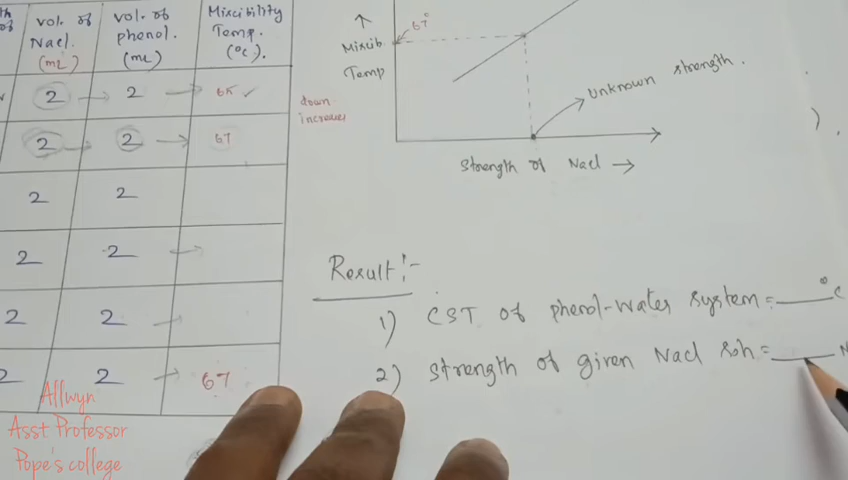 vol. of
Nacl.
(mL)
vol. of
phenol.
(mL)
Miscibility
Temp.
(°C).
2 → 2 → 65 ✓
2 → 2 → 67
2 2
2 2 →
2 2 →
2 2 → 67
down
increases
↑
Miscib.
Temp
67°
Unknown strength.
Strength of Nacl →
Result:-
1) CST of phenol-water system = ____°C
2) Strength of given Nacl soln = ____ N
Allwyn
Asst Professor
Pope's college